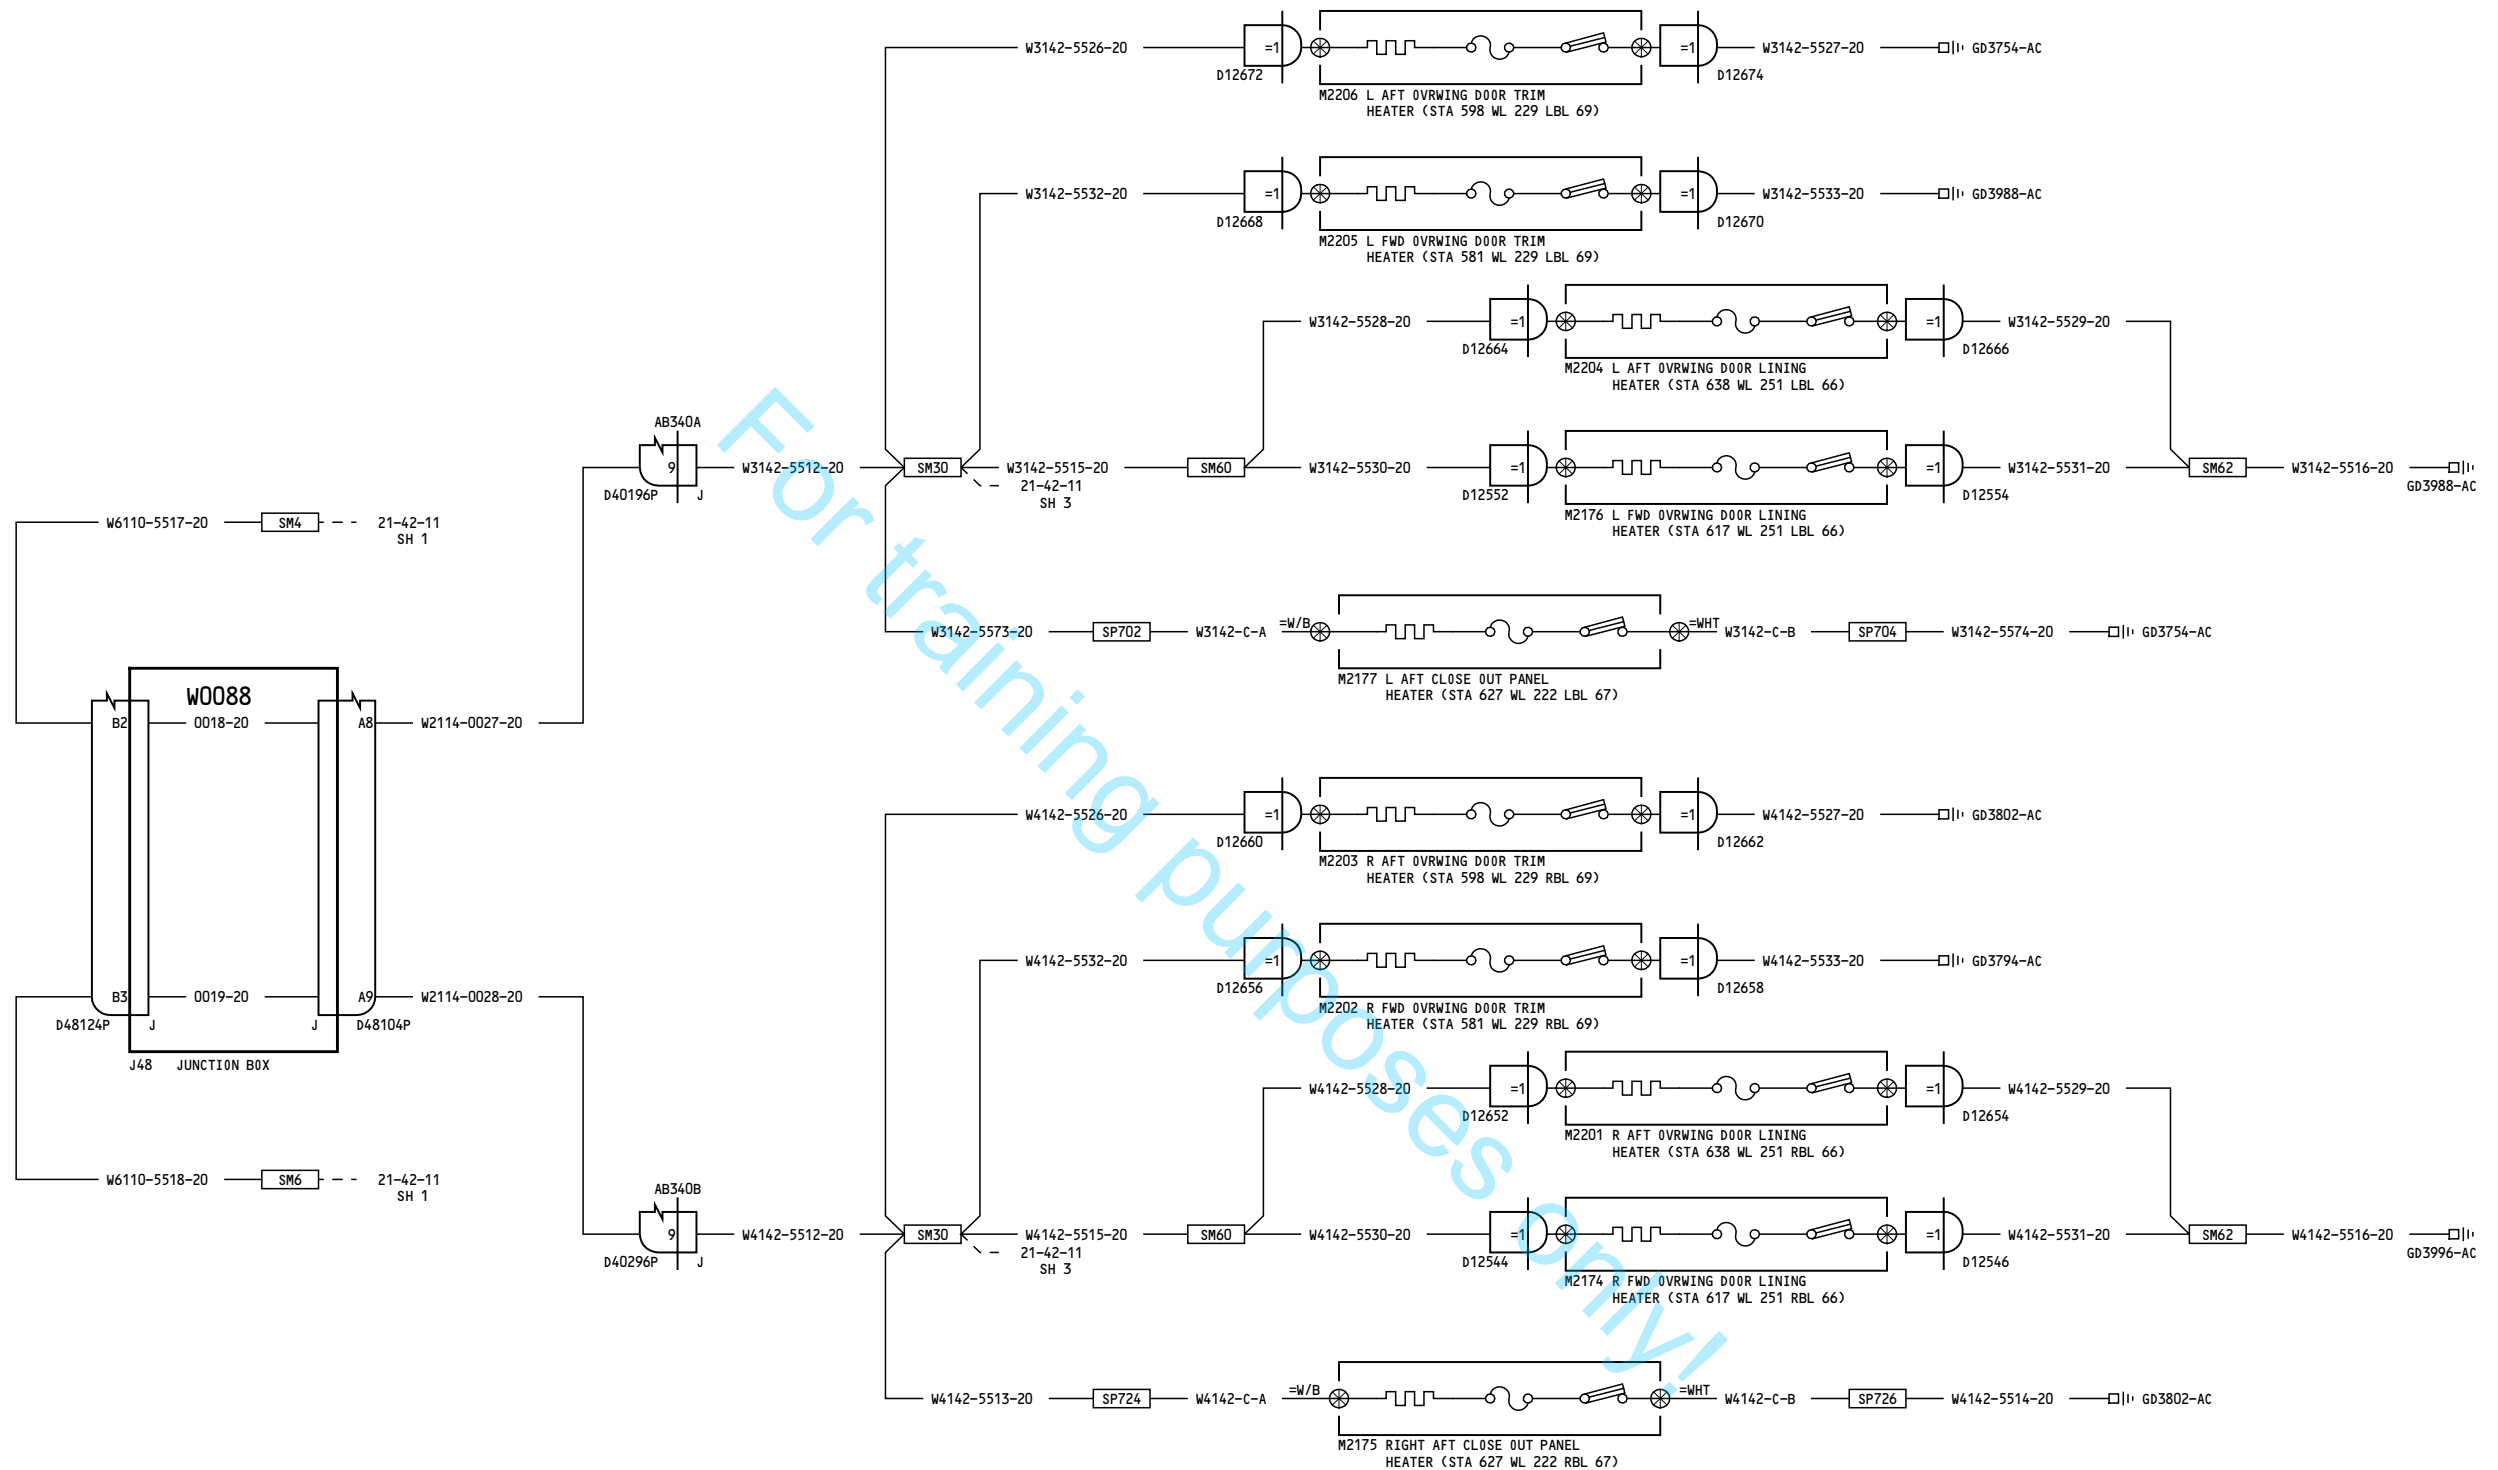 W3142-5526-20
=1
D12672
=1
D12674
W3142-5527-20
GD3754-AC
M2206 L AFT OVRWING DOOR TRIM
HEATER (STA 598 WL 229 LBL 69)
W3142-5532-20
=1
D12668
=1
D12670
W3142-5533-20
GD3988-AC
M2205 L FWD OVRWING DOOR TRIM
HEATER (STA 581 WL 229 LBL 69)
W3142-5528-20
=1
D12664
=1
D12666
W3142-5529-20
M2204 L AFT OVRWING DOOR LINING
HEATER (STA 638 WL 251 LBL 66)
AB340A
9
D40196P
J
W3142-5512-20
SM30
W3142-5515-20
21-42-11
SH 3
SM60
W3142-5530-20
=1
D12552
=1
D12554
W3142-5531-20
SM62
W3142-5516-20
GD3988-AC
M2176 L FWD OVRWING DOOR LINING
HEATER (STA 617 WL 251 LBL 66)
W6110-5517-20
SM4
21-42-11
SH 1
W3142-5573-20
SP702
W3142-C-A
=W/B
=WHT
W3142-C-B
SP704
W3142-5574-20
GD3754-AC
M2177 L AFT CLOSE OUT PANEL
HEATER (STA 627 WL 222 LBL 67)
W0088
B2
0018-20
A8
W2114-0027-20
W4142-5526-20
=1
D12660
=1
D12662
W4142-5527-20
GD3802-AC
M2203 R AFT OVRWING DOOR TRIM
HEATER (STA 598 WL 229 RBL 69)
W4142-5532-20
=1
D12656
=1
D12658
W4142-5533-20
GD3794-AC
M2202 R FWD OVRWING DOOR TRIM
HEATER (STA 581 WL 229 RBL 69)
B3
0019-20
A9
W2114-0028-20
D48124P
J
J
D48104P
J48 JUNCTION BOX
W4142-5528-20
=1
D12652
=1
D12654
W4142-5529-20
M2201 R AFT OVRWING DOOR LINING
HEATER (STA 638 WL 251 RBL 66)
W6110-5518-20
SM6
21-42-11
SH 1
AB340B
9
D40296P
J
W4142-5512-20
SM30
W4142-5515-20
21-42-11
SH 3
SM60
W4142-5530-20
=1
D12544
=1
D12546
W4142-5531-20
SM62
W4142-5516-20
GD3996-AC
M2174 R FWD OVRWING DOOR LINING
HEATER (STA 617 WL 251 RBL 66)
W4142-5513-20
SP724
W4142-C-A
=W/B
=WHT
W4142-C-B
SP726
W4142-5514-20
GD3802-AC
M2175 RIGHT AFT CLOSE OUT PANEL
HEATER (STA 627 WL 222 RBL 67)
For training purposes only!